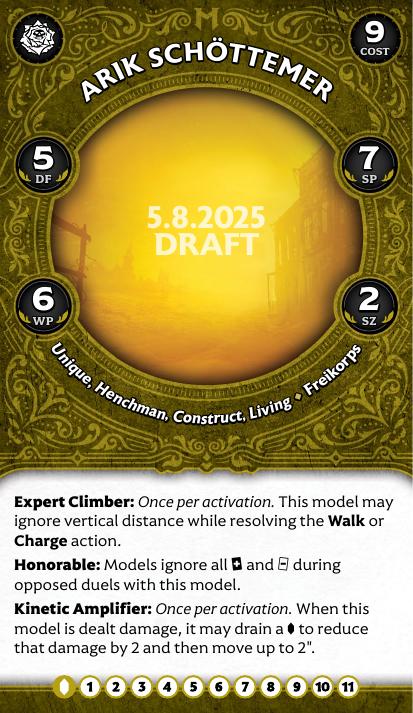 9
COST
ARIK SCHÖTTEMER
5
DF
7
SP
5.8.2025
DRAFT
6
WP
2
SZ
Unique, Henchman, Construct, Living ♦ Freikorps
Expert Climber: Once per activation. This model may
ignore vertical distance while resolving the Walk or
Charge action.
Honorable: Models ignore all and during
opposed duels with this model.
Kinetic Amplifier: Once per activation. When this
model is dealt damage, it may drain a to reduce
that damage by 2 and then move up to 2".
1 2 3 4 5 6 7 8 9 10 11